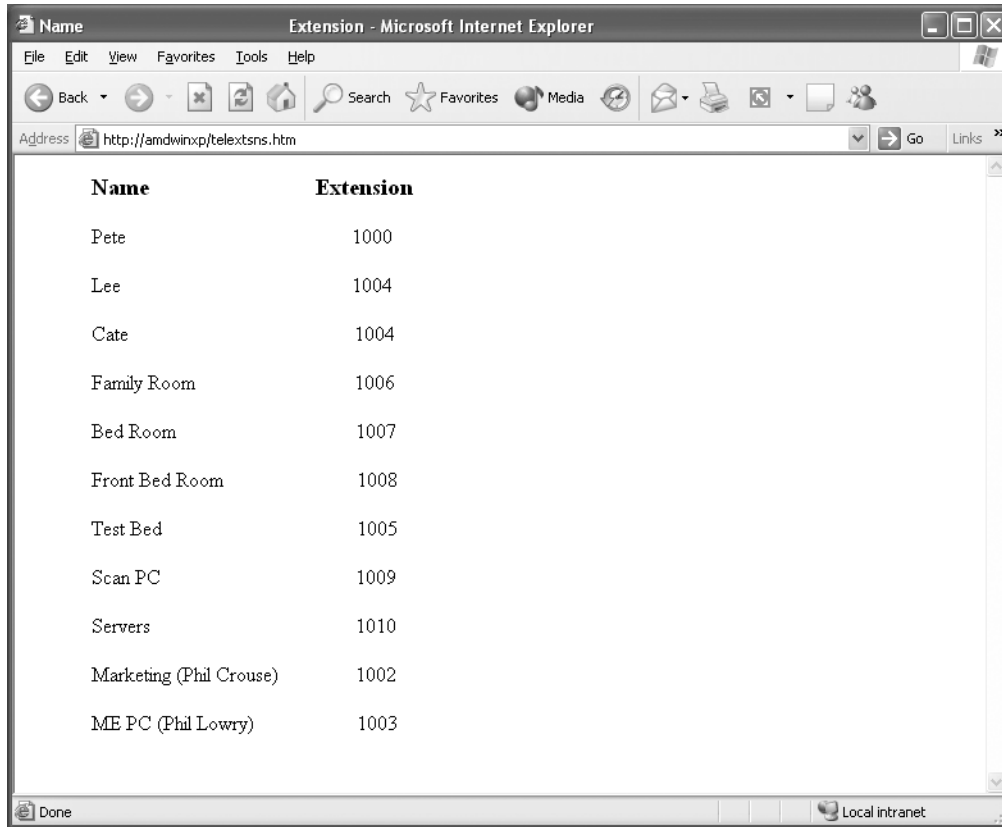 Name Extension - Microsoft Internet Explorer
File Edit View Favorites Tools Help
Back Search Favorites Media
Address http://amdwinxp/telextsns.htm Go Links »
Name Extension
Pete 1000
Lee 1004
Cate 1004
Family Room 1006
Bed Room 1007
Front Bed Room 1008
Test Bed 1005
Scan PC 1009
Servers 1010
Marketing (Phil Crouse) 1002
ME PC (Phil Lowry) 1003
Done Local intranet